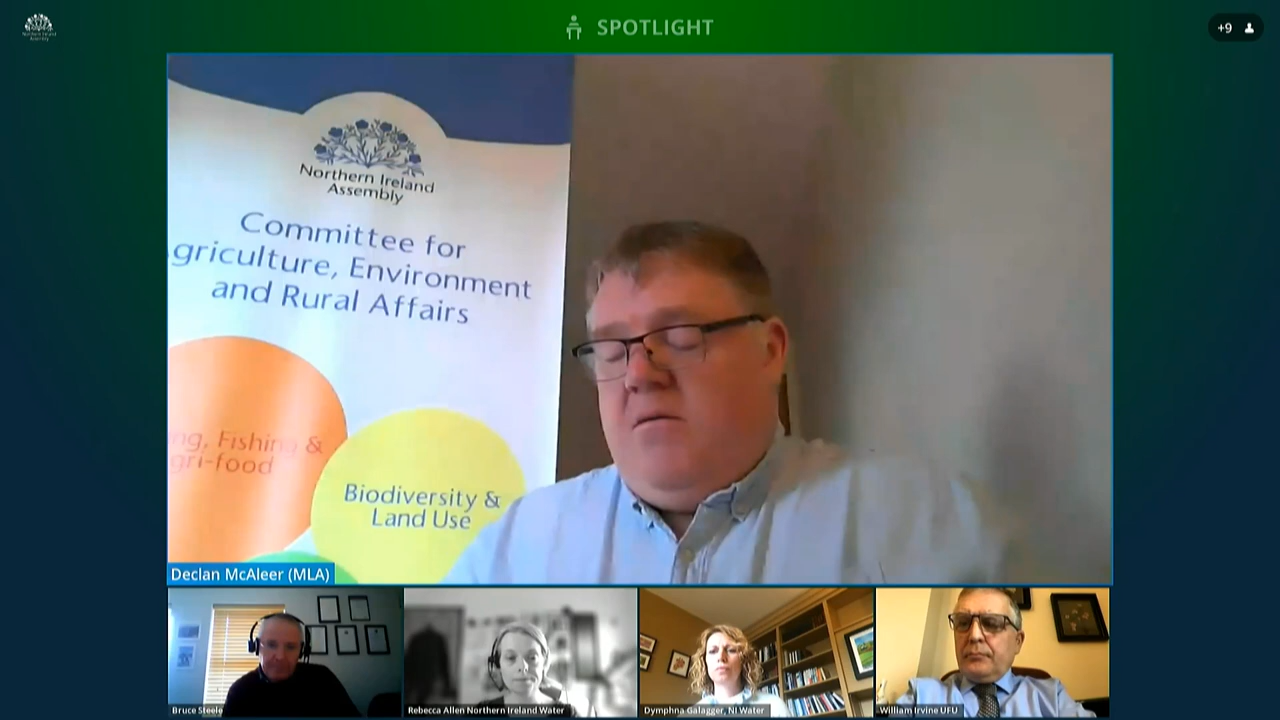 SPOTLIGHT
+9
Northern Ireland
Assembly
Committee for
griculture, Environment
and Rural Affairs
ng, Fishing &
gri-food
Biodiversity &
Land Use
Declan McAleer (MLA)
Bruce Steele
Rebecca Allen Northern Ireland Water
Dymphna Galagger, NI Water
William Irvine UFU